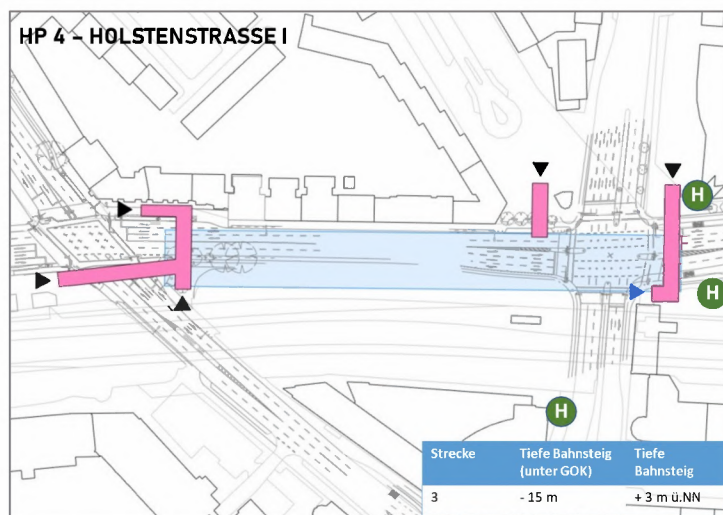 HP 4 – HOLSTENSTRASSE I
H
H
H
Strecke Tiefe Bahnsteig (unter GOK) Tiefe Bahnsteig
3 - 15 m + 3 m ü.NN